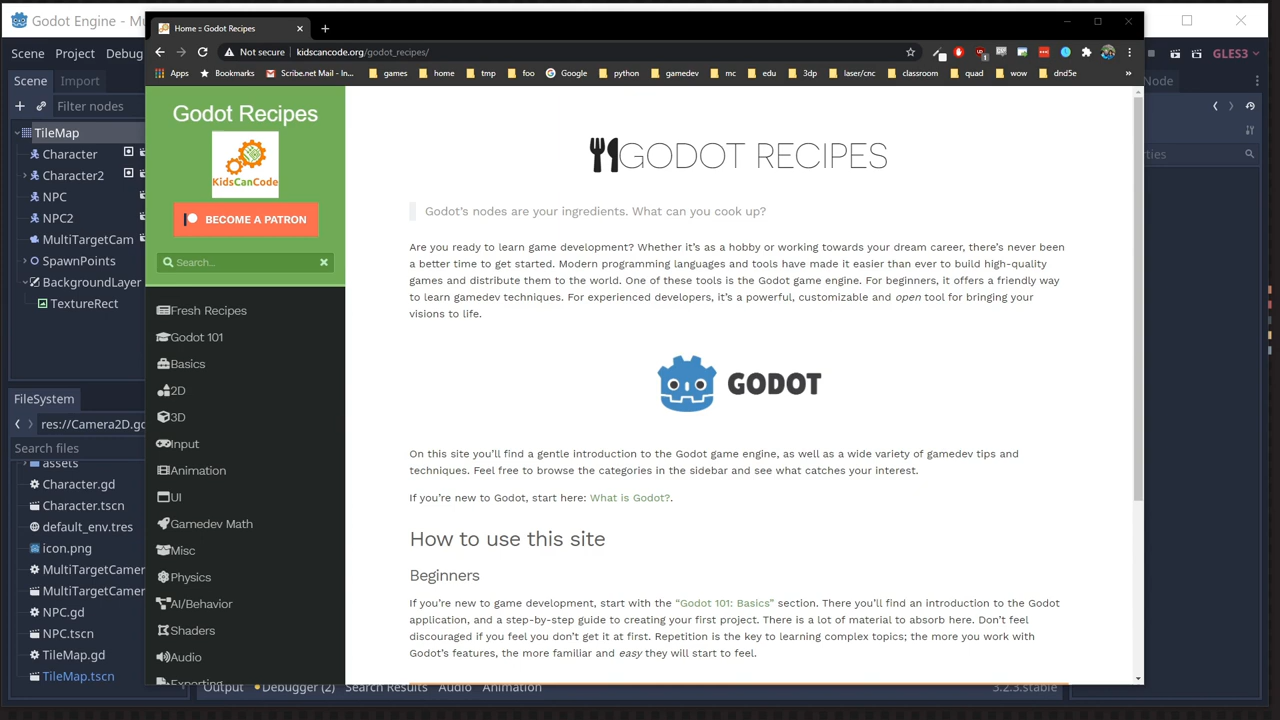 Godot Engine - Mu
Home :: Godot Recipes
Not secure
kidscancode.org/godot_recipes/
Apps
Bookmarks
Scribe.net Mail - In...
games
home
tmp
foo
Google
python
gamedev
mc
edu
3dp
laser/cnc
classroom
quad
wow
dnd5e
Scene
Project
Debug
GLES3
Scene
Import
Node
Filter nodes
TileMap
Character
Character2
NPC
NPC2
MultiTargetCam
SpawnPoints
BackgroundLayer
TextureRect
FileSystem
res://Camera2D.gd
Search files
assets
Character.gd
Character.tscn
default_env.tres
icon.png
MultiTargetCamer
MultiTargetCamer
NPC.gd
NPC.tscn
TileMap.gd
TileMap.tscn
Godot Recipes
KidsCanCode
BECOME A PATRON
Search...
Fresh Recipes
Godot 101
Basics
2D
3D
Input
Animation
UI
Gamedev Math
Misc
Physics
AI/Behavior
Shaders
Audio
Exporting
GODOT RECIPES
Godot's nodes are your ingredients. What can you cook up?
Are you ready to learn game development? Whether it's as a hobby or working towards your dream career, there's never been
a better time to get started. Modern programming languages and tools have made it easier than ever to build high-quality
games and distribute them to the world. One of these tools is the Godot game engine. For beginners, it offers a friendly way
to learn gamedev techniques. For experienced developers, it's a powerful, customizable and open tool for bringing your
visions to life.
GODOT
On this site you'll find a gentle introduction to the Godot game engine, as well as a wide variety of gamedev tips and
techniques. Feel free to browse the categories in the sidebar and see what catches your interest.
If you're new to Godot, start here: What is Godot?.
How to use this site
Beginners
If you're new to game development, start with the "Godot 101: Basics" section. There you'll find an introduction to the Godot
application, and a step-by-step guide to creating your first project. There is a lot of material to absorb here. Don't feel
discouraged if you feel you don't get it at first. Repetition is the key to learning complex topics; the more you work with
Godot's features, the more familiar and easy they will start to feel.
perties
Output
Debugger (2)
Search Results
Audio
Animation
3.2.3.stable